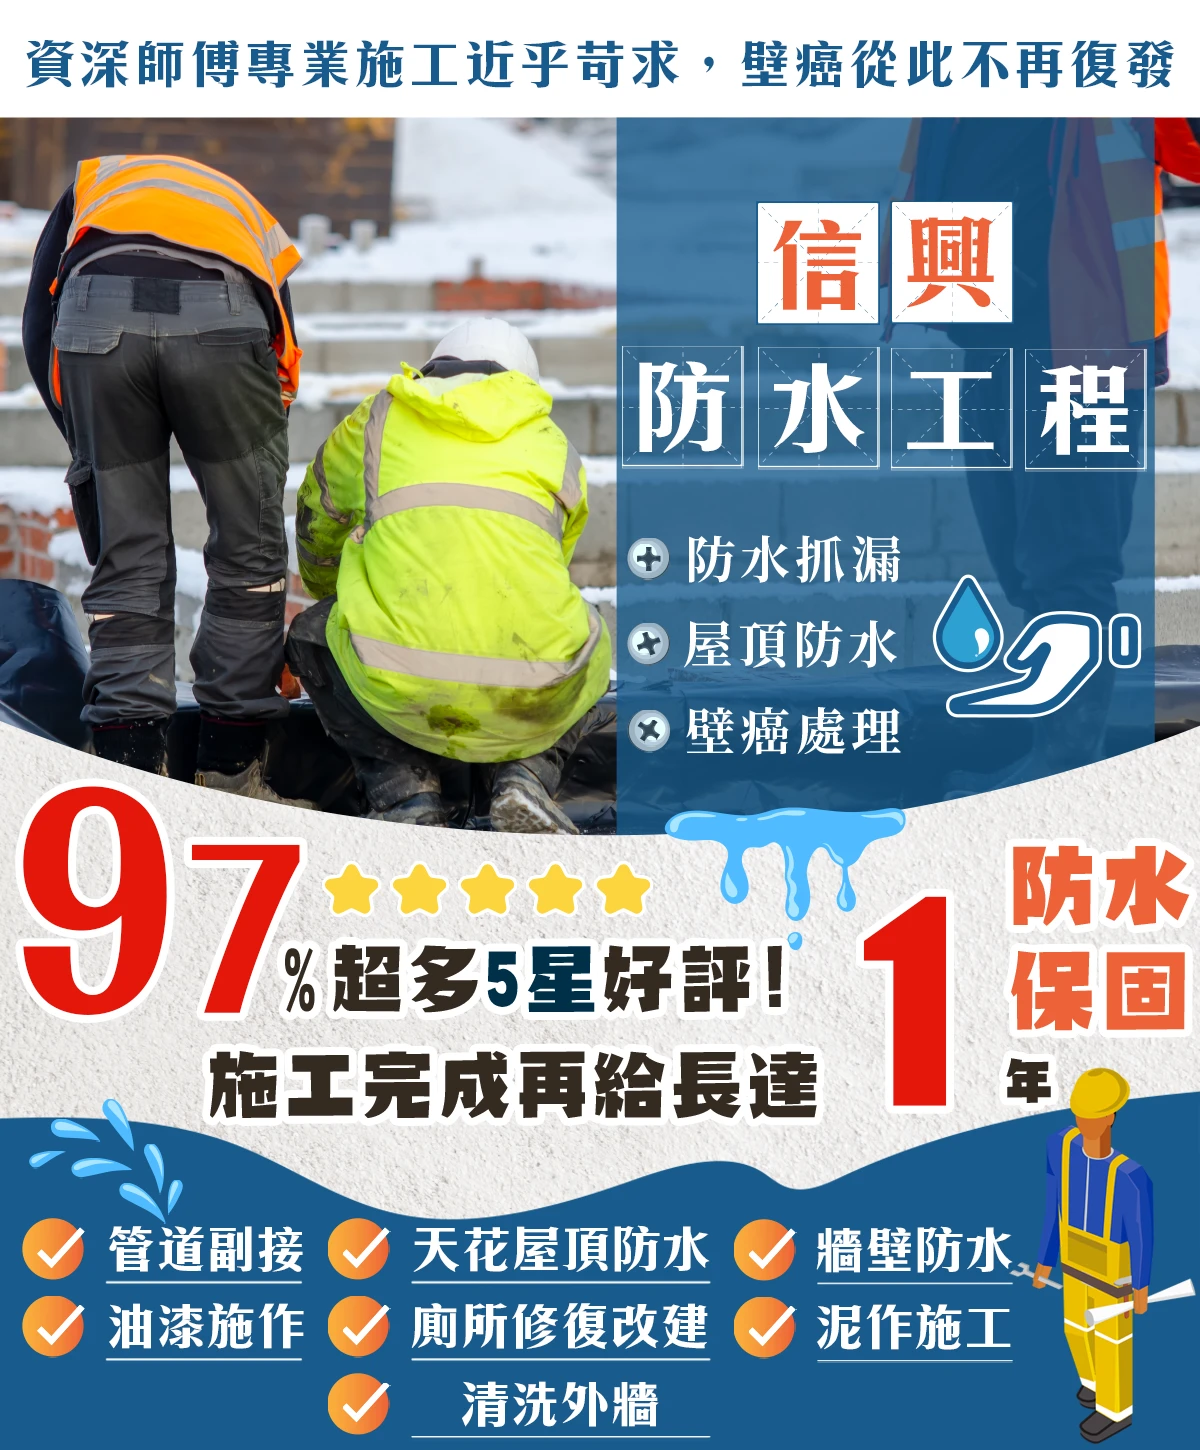 資深師傅專業施工近乎苛求，壁癌從此不再復發
信興
防水工程
防水抓漏
屋頂防水
壁癌處理
97%超多5星好評!
施工完成再給長達1年
防水
保固
管道副接
天花屋頂防水
牆壁防水
油漆施作
廁所修復改建
泥作施工
清洗外牆